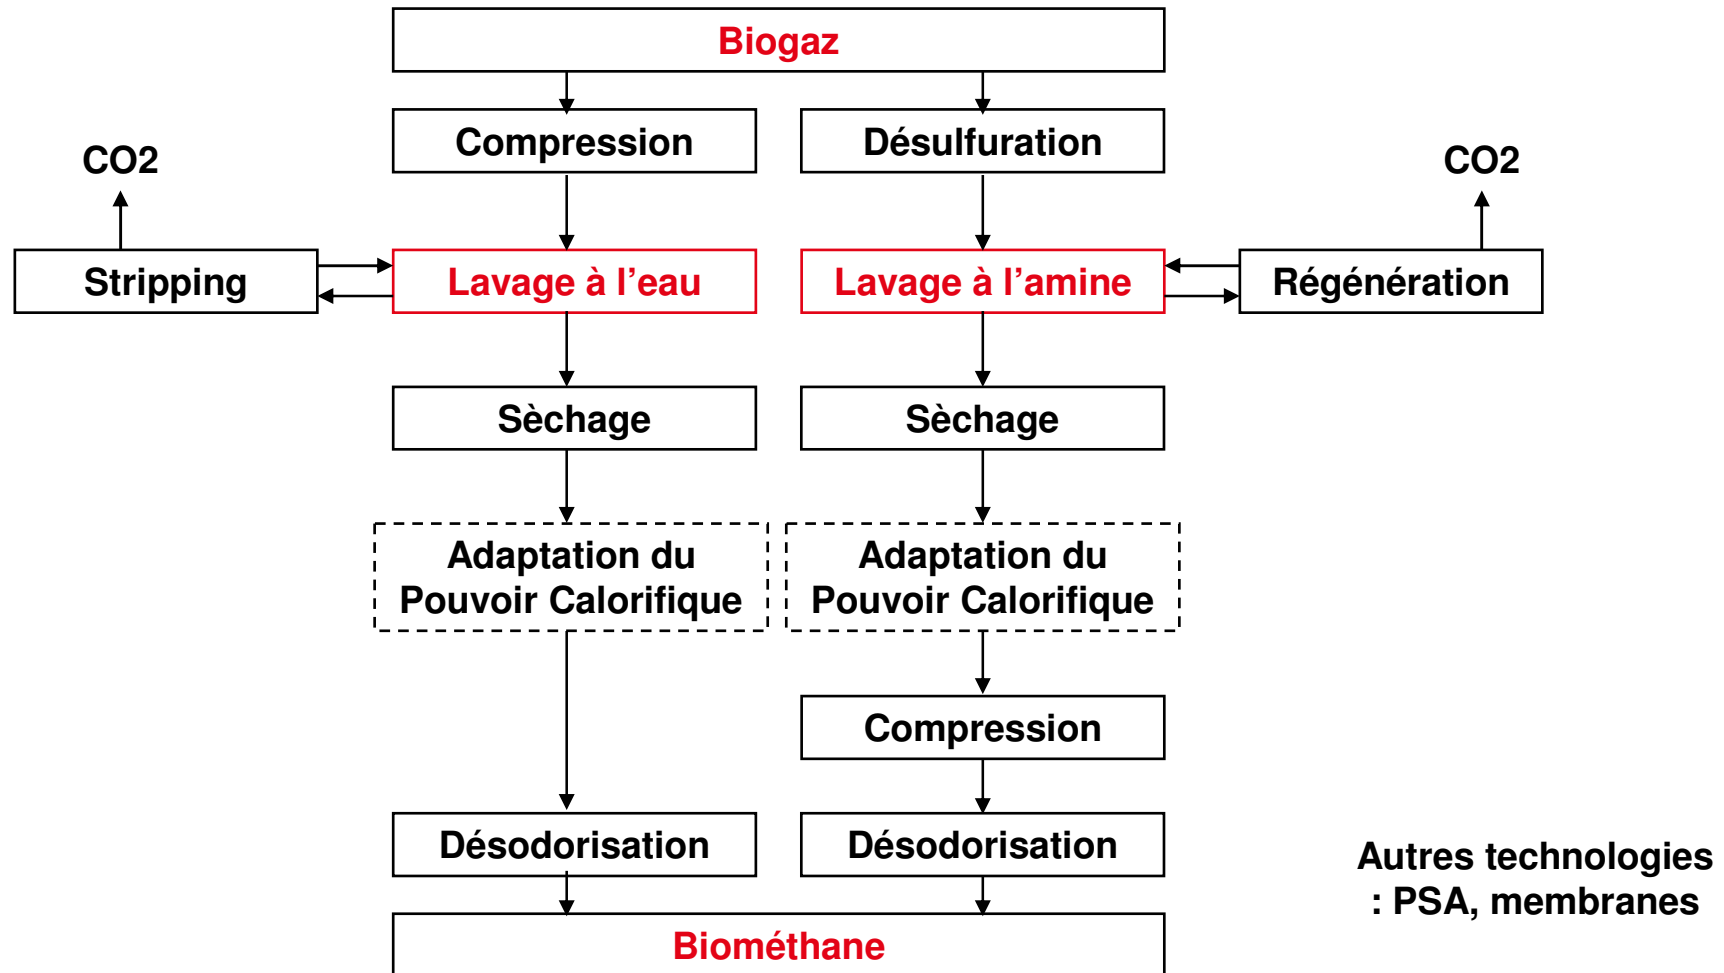 Biogaz
Compression
Désulfuration
CO2
CO2
Stripping
Lavage à l’eau
Lavage à l’amine
Régénération
Sèchage
Sèchage
Adaptation du
Pouvoir Calorifique
Adaptation du
Pouvoir Calorifique
Compression
Désodorisation
Désodorisation
Autres technologies
: PSA, membranes
Biométhane